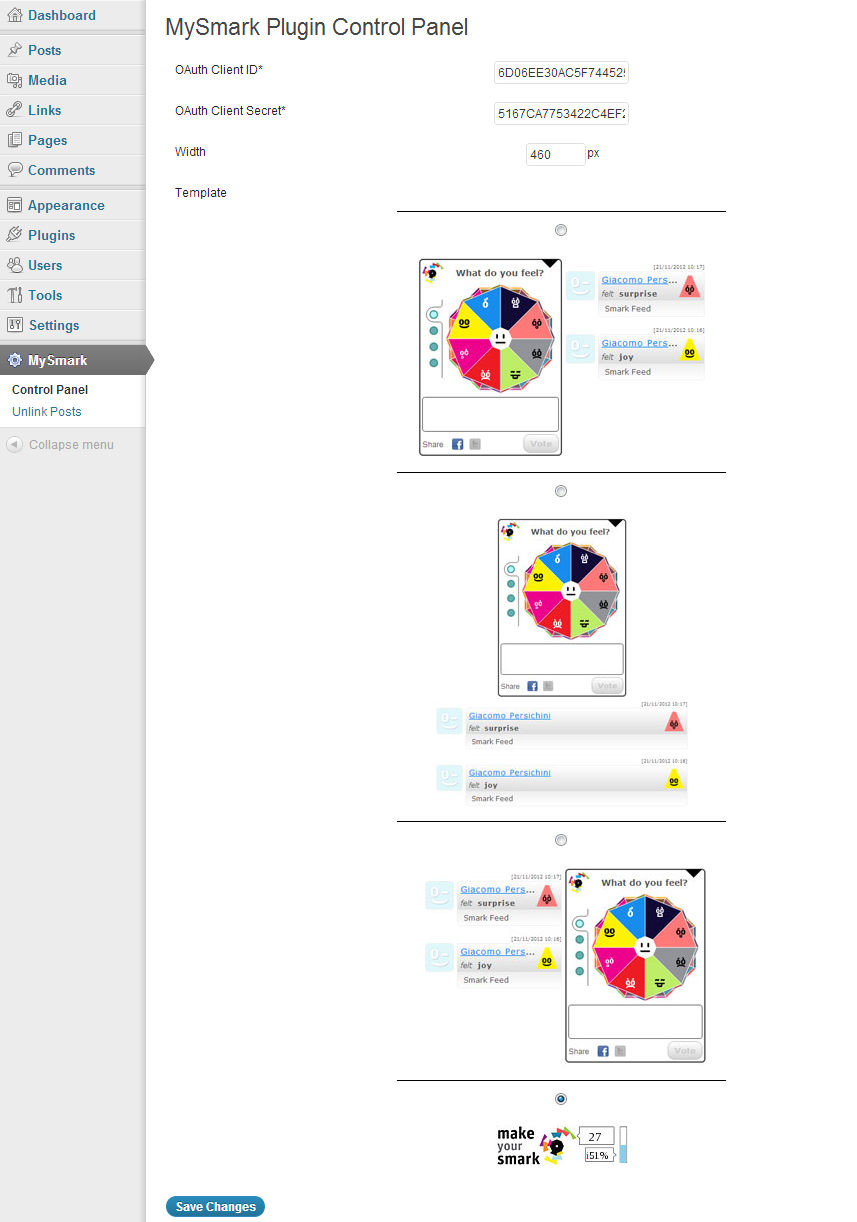 Dashboard
Posts
Media
Links
Pages
Comments
Appearance
Plugins
Users
Tools
Settings
MySmark
Control Panel
Unlink Posts
Collapse menu
MySmark Plugin Control Panel
OAuth Client ID*
6D06EE30AC5F744525
OAuth Client Secret*
5167CA7753422C4EF2
Width
460 px
Template
What do you feel?
Share
Vote
[21/11/2012 10:17]
Giacomo Pers...
felt surprise
Smark Feed
[21/11/2012 10:16]
Giacomo Pers...
felt joy
Smark Feed
What do you feel?
Share
Vote
[21/11/2012 10:17]
Giacomo Persichini
felt surprise
Smark Feed
[21/11/2012 10:16]
Giacomo Persichini
felt joy
Smark Feed
[21/11/2012 10:17]
Giacomo Pers...
felt surprise
Smark Feed
[21/11/2012 10:16]
Giacomo Pers...
felt joy
Smark Feed
What do you feel?
Share
Vote
make
your
smark
27
51%
Save Changes